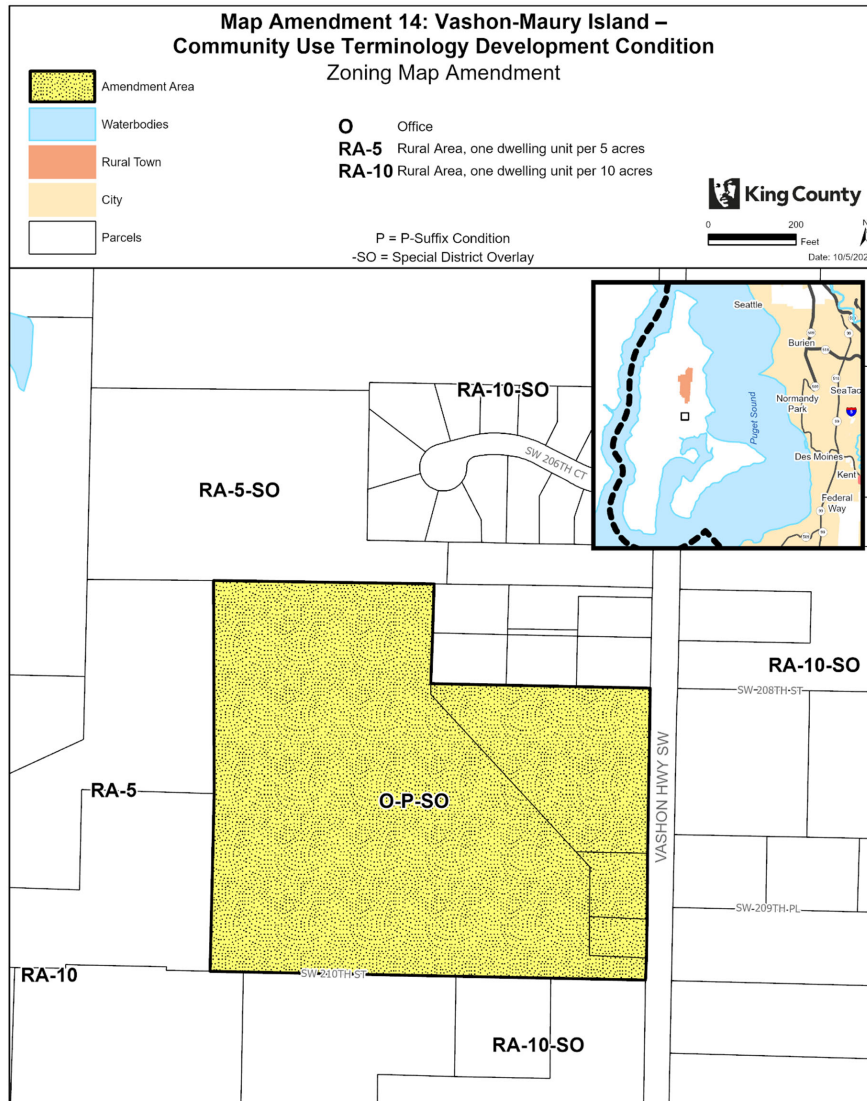 Map Amendment 14: Vashon-Maury Island –
Community Use Terminology Development Condition
Zoning Map Amendment
Amendment Area
Waterbodies
Rural Town
City
Parcels
O Office
RA-5 Rural Area, one dwelling unit per 5 acres
RA-10 Rural Area, one dwelling unit per 10 acres
P = P-Suffix Condition
-SO = Special District Overlay
King County
0 200
Feet
N
Date: 10/5/202
Seattle
Burien
SeaTac
Normandy
Park
Puget Sound
Des Moines
Kent
Federal
Way
RA-10-SO
SW 206TH CT
RA-5-SO
RA-10-SO
SW 208TH ST
RA-5
O-P-SO
VASHON HWY SW
SW 209TH PL
RA-10
SW 210TH ST
RA-10-SO